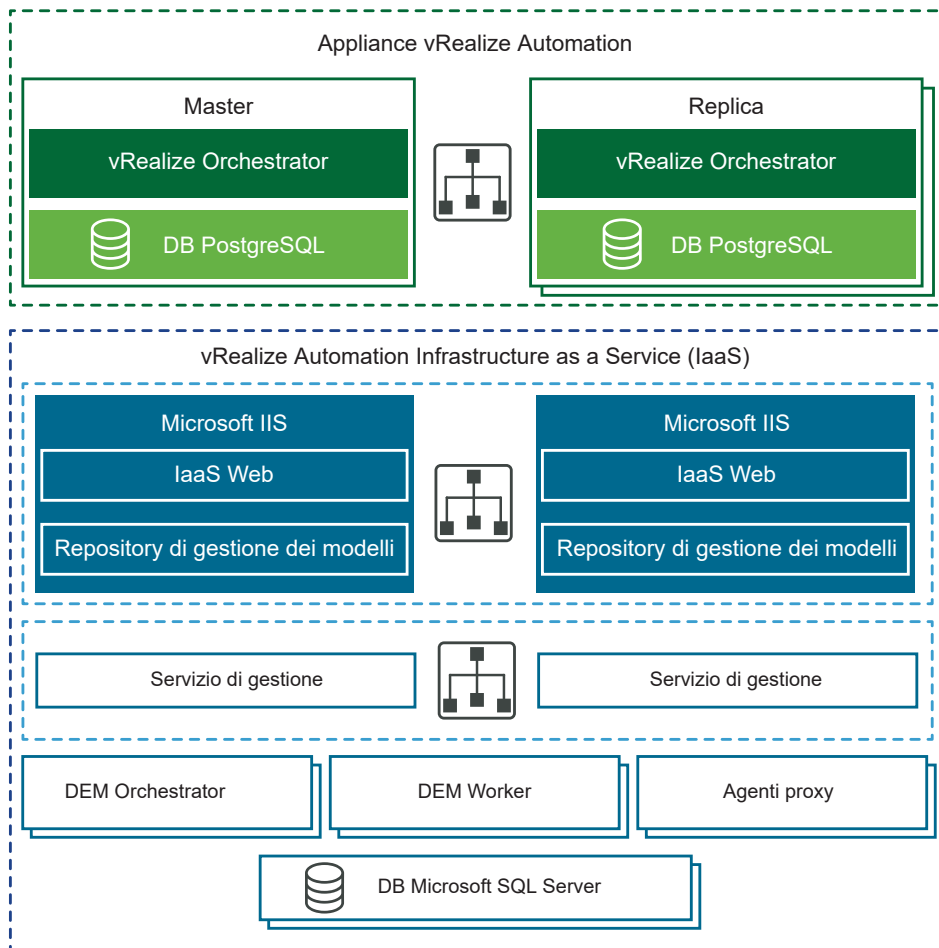 Appliance vRealize Automation
Master
vRealize Orchestrator
DB PostgreSQL
Replica
vRealize Orchestrator
DB PostgreSQL
vRealize Automation Infrastructure as a Service (IaaS)
Microsoft IIS
IaaS Web
Repository di gestione dei modelli
Microsoft IIS
IaaS Web
Repository di gestione dei modelli
Servizio di gestione
Servizio di gestione
DEM Orchestrator
DEM Worker
Agenti proxy
DB Microsoft SQL Server